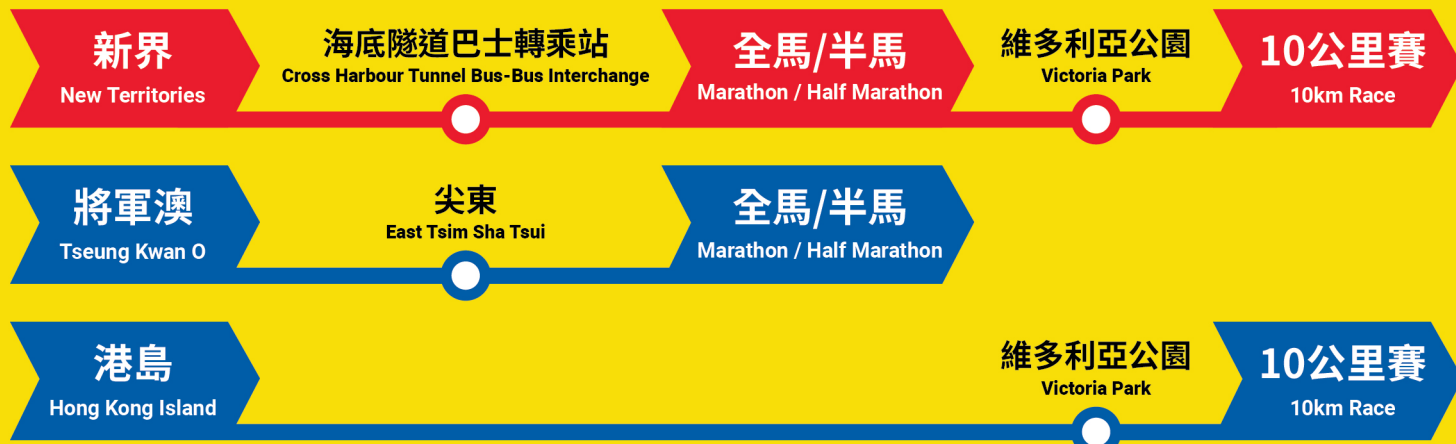 新界
New Territories
海底隧道巴士轉乘站
Cross Harbour Tunnel Bus-Bus Interchange
全馬/半馬
Marathon / Half Marathon
維多利亞公園
Victoria Park
10公里賽
10km Race
將軍澳
Tseung Kwan O
尖東
East Tsim Sha Tsui
全馬/半馬
Marathon / Half Marathon
港島
Hong Kong Island
維多利亞公園
Victoria Park
10公里賽
10km Race